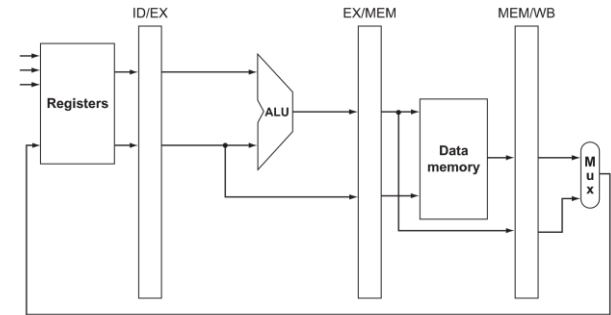 ID/EX
EX/MEM
MEM/WB
Registers
ALU
Data
memory
M
u
x